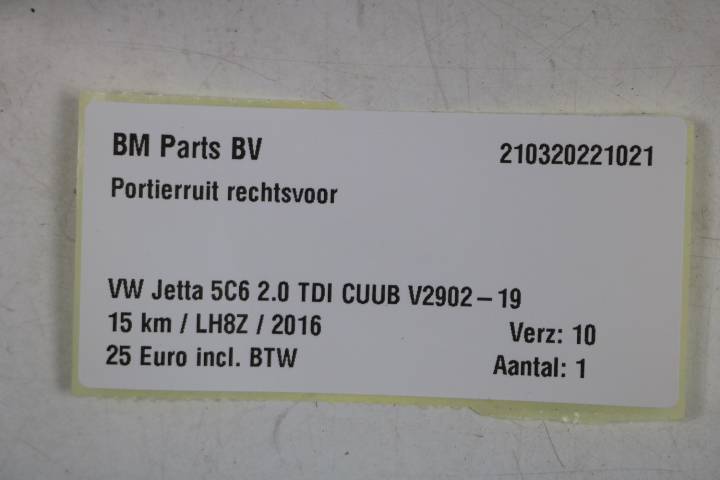 BM Parts BV 210320221021
Portierruit rechtsvoor
VW Jetta 5C6 2.0 TDI CUUB V2902-19
15 km / LH8Z / 2016 Verz: 10
25 Euro incl. BTW Aantal: 1